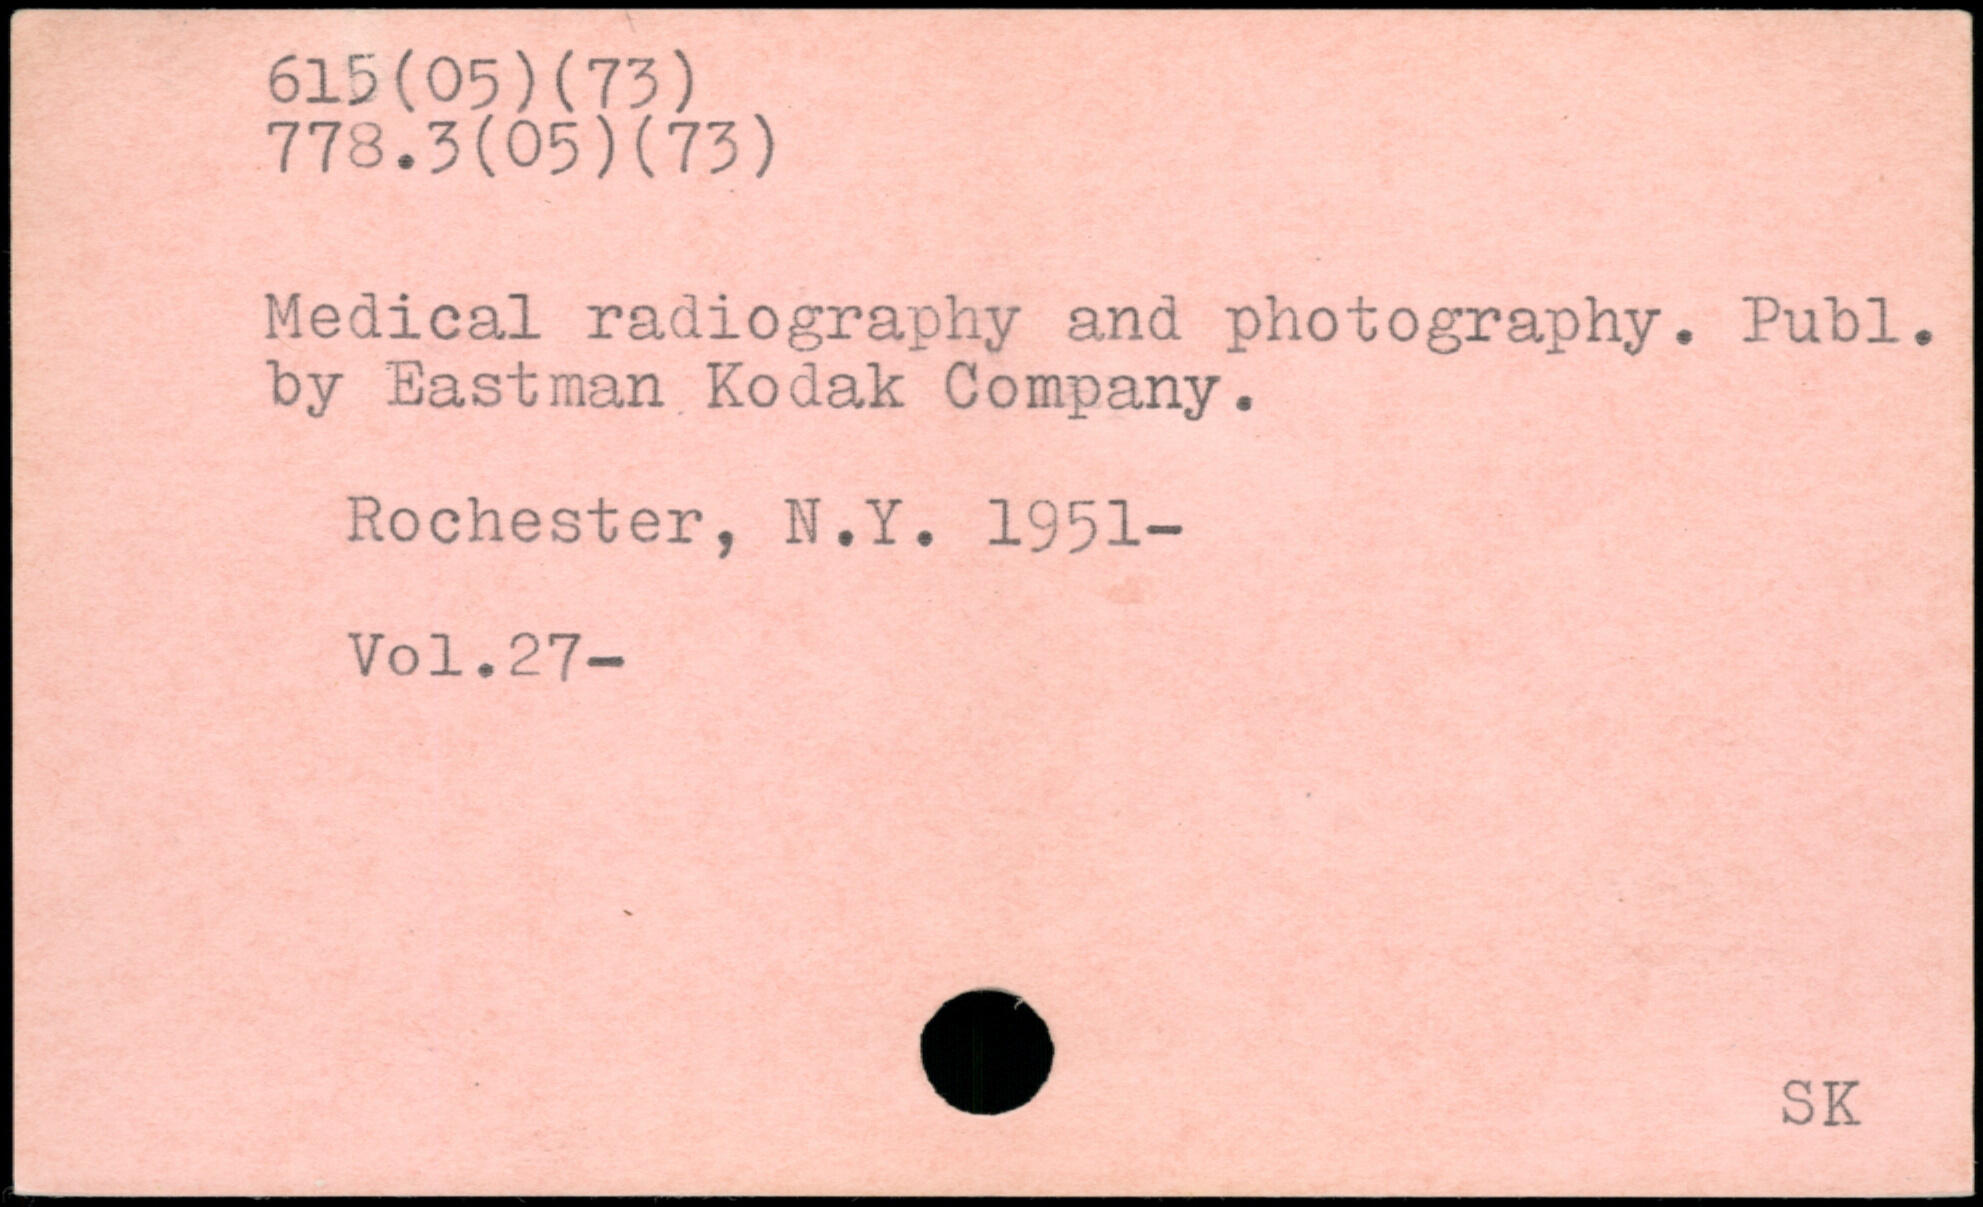 615(05)(73)
778.3(05)(73)
Medical radiography and photography. Publ.
by Eastman Kodak Company.
Rochester, N.Y. 1951-
Vol.27-
SK